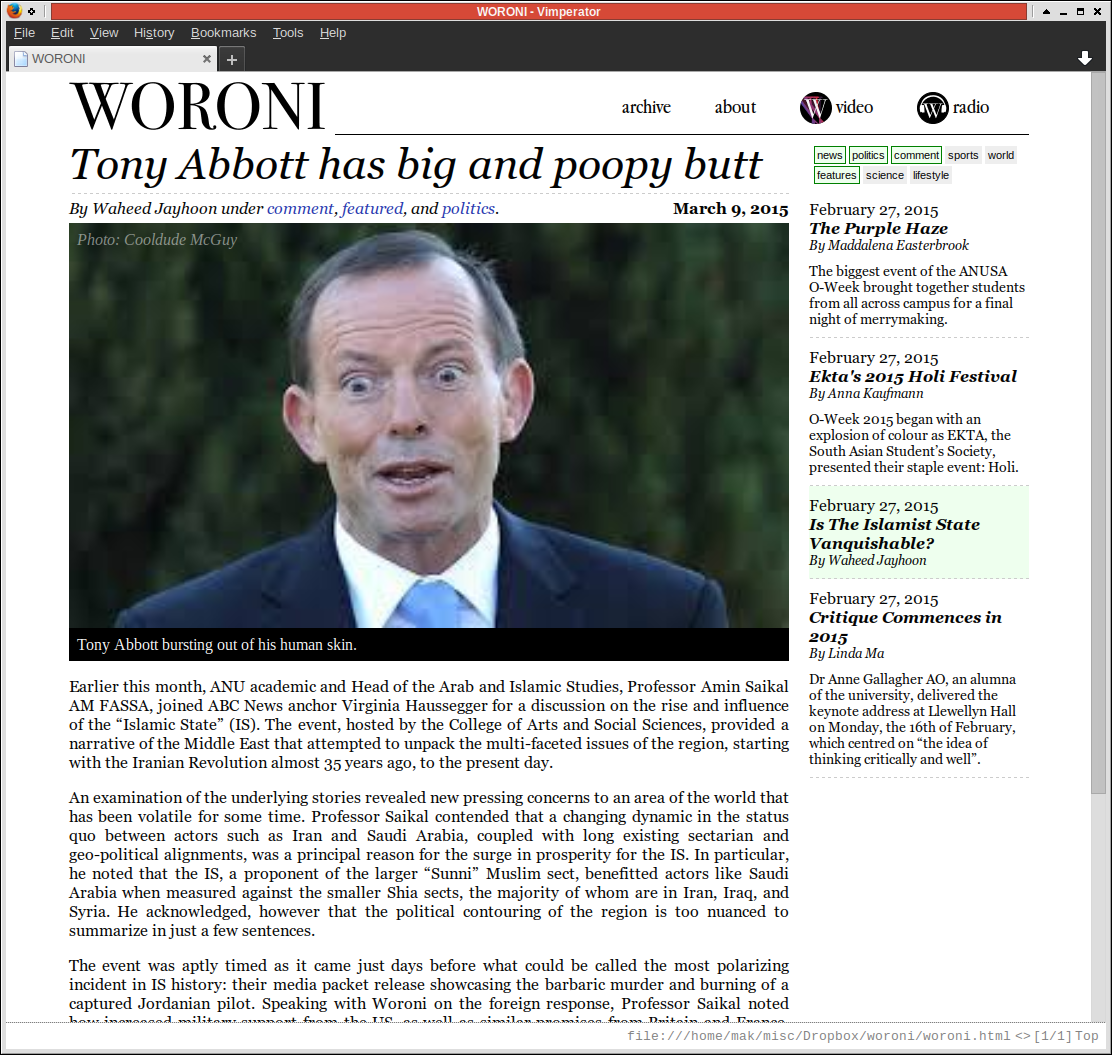 WORONI - Vimperator
File Edit View History Bookmarks Tools Help
WORONI
WORONI
archive about video radio
Tony Abbott has big and poopy butt
By Waheed Jayhoon under comment, featured, and politics.
March 9, 2015
Photo: Cooldude McGuy
Tony Abbott bursting out of his human skin.
Earlier this month, ANU academic and Head of the Arab and Islamic Studies, Professor Amin Saikal
AM FASSA, joined ABC News anchor Virginia Haussegger for a discussion on the rise and influence
of the “Islamic State” (IS). The event, hosted by the College of Arts and Social Sciences, provided a
narrative of the Middle East that attempted to unpack the multi-faceted issues of the region, starting
with the Iranian Revolution almost 35 years ago, to the present day.
An examination of the underlying stories revealed new pressing concerns to an area of the world that
has been volatile for some time. Professor Saikal contended that a changing dynamic in the status
quo between actors such as Iran and Saudi Arabia, coupled with long existing sectarian and
geo-political alignments, was a principal reason for the surge in prosperity for the IS. In particular,
he noted that the IS, a proponent of the larger “Sunni” Muslim sect, benefitted actors like Saudi
Arabia when measured against the smaller Shia sects, the majority of whom are in Iran, Iraq, and
Syria. He acknowledged, however that the political contouring of the region is too nuanced to
summarize in just a few sentences.
The event was aptly timed as it came just days before what could be called the most polarizing
incident in IS history: their media packet release showcasing the barbaric murder and burning of a
captured Jordanian pilot. Speaking with Woroni on the foreign response, Professor Saikal noted
how increased military support from the US, as well as similar promises from Britain and France,
news politics comment sports world
features science lifestyle
February 27, 2015
The Purple Haze
By Maddalena Easterbrook
The biggest event of the ANUSA
O-Week brought together students
from all across campus for a final
night of merrymaking.
February 27, 2015
Ekta's 2015 Holi Festival
By Anna Kaufmann
O-Week 2015 began with an
explosion of colour as EKTA, the
South Asian Student’s Society,
presented their staple event: Holi.
February 27, 2015
Is The Islamist State
Vanquishable?
By Waheed Jayhoon
February 27, 2015
Critique Commences in
2015
By Linda Ma
Dr Anne Gallagher AO, an alumna
of the university, delivered the
keynote address at Llewellyn Hall
on Monday, the 16th of February,
which centred on “the idea of
thinking critically and well”.
file:///home/mak/misc/Dropbox/woroni/woroni.html <> [1/1] Top